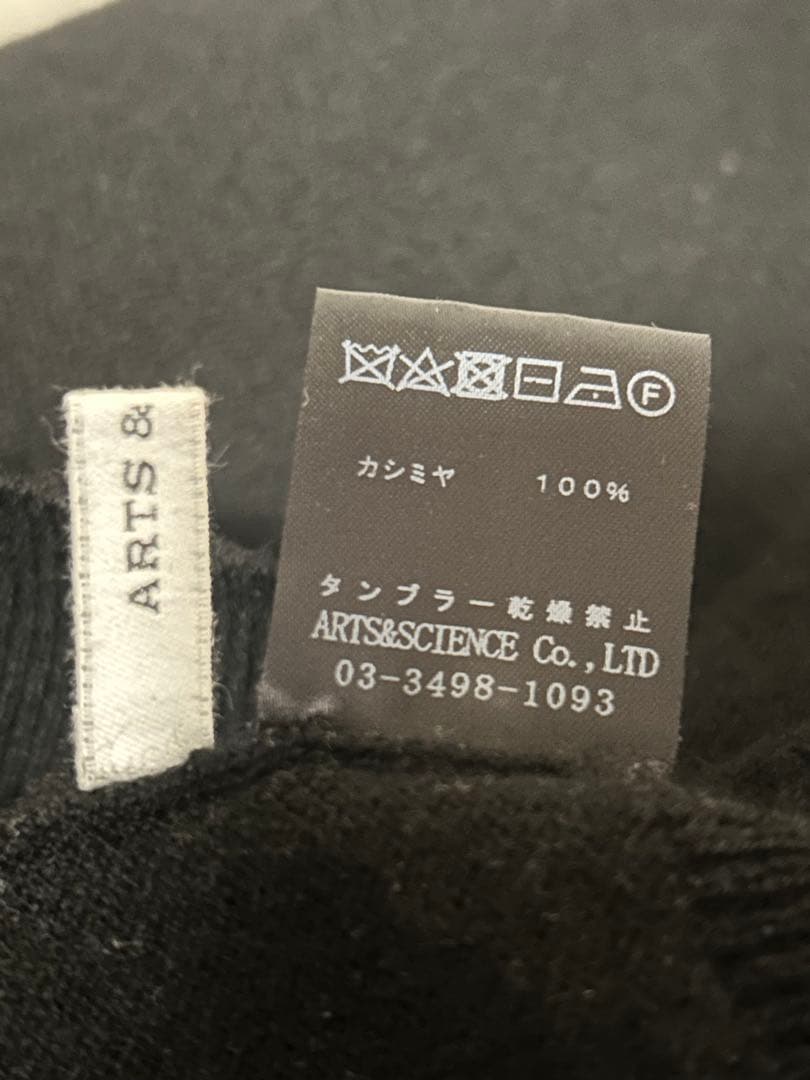 ARTS &
F
カシミヤ 100%
タンブラー乾燥禁止
ARTS&SCIENCE Co.,LTD
03-3498-1093